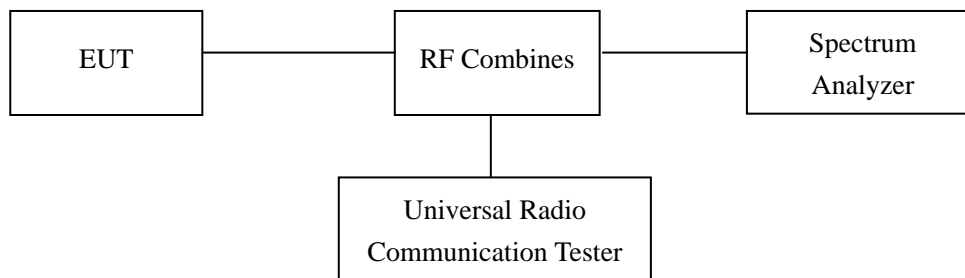 EUT
RF Combines
Spectrum
Analyzer
Universal Radio
Communication Tester